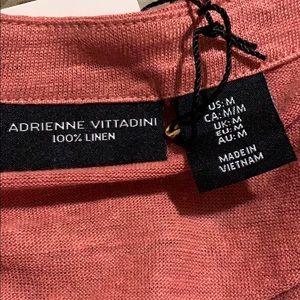 ADRIENNE VITTADINI
100% LINEN
US: M
CA: M/M
UK: M
EU: M
AU: M
MADE IN
VIETNAM